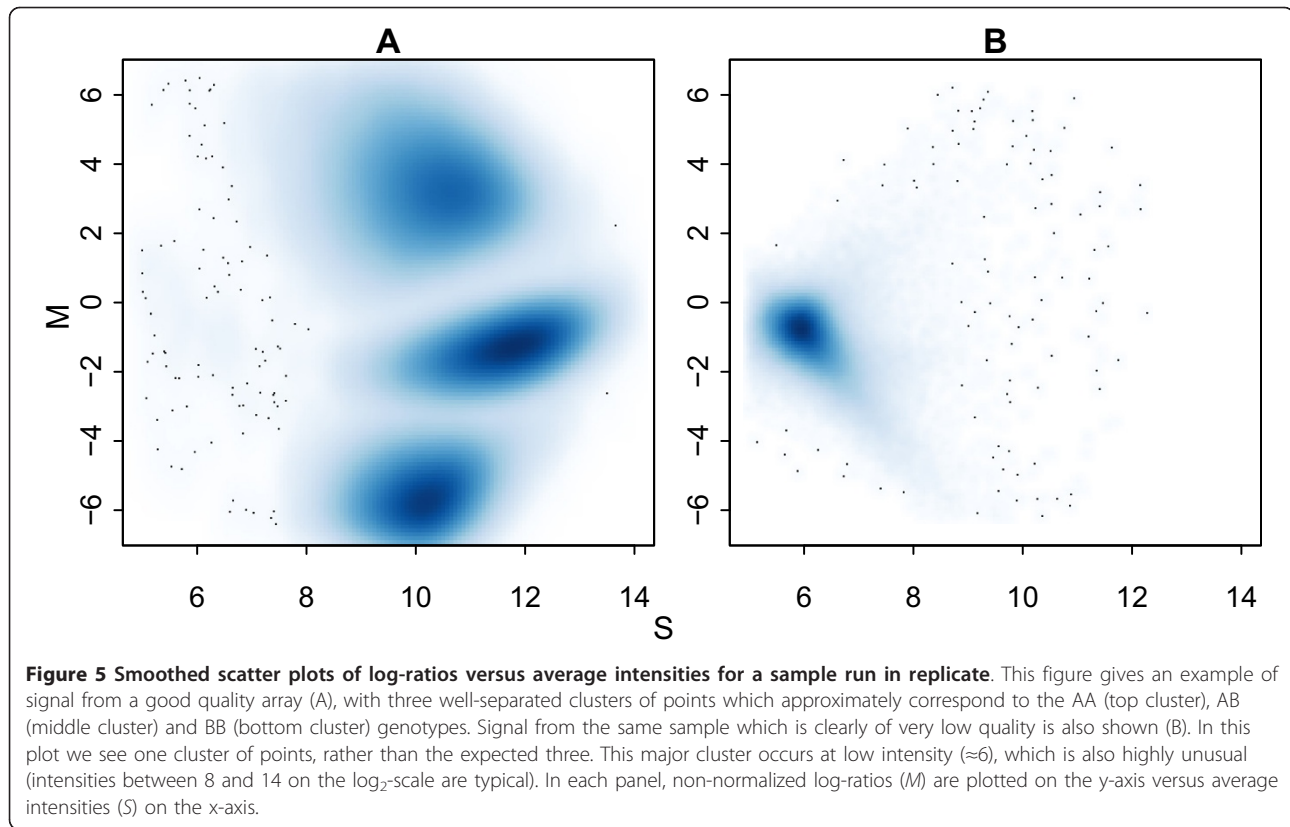 A
B
6
4
2
0
−2
−4
−6
M
6
4
2
0
−2
−4
−6
6 8 10 12 14
6 8 10 12 14
S
Figure 5 Smoothed scatter plots of log-ratios versus average intensities for a sample run in replicate. This figure gives an example of
signal from a good quality array (A), with three well-separated clusters of points which approximately correspond to the AA (top cluster), AB
(middle cluster) and BB (bottom cluster) genotypes. Signal from the same sample which is clearly of very low quality is also shown (B). In this
plot we see one cluster of points, rather than the expected three. This major cluster occurs at low intensity (≈6), which is also highly unusual
(intensities between 8 and 14 on the log₂-scale are typical). In each panel, non-normalized log-ratios (M) are plotted on the y-axis versus average
intensities (S) on the x-axis.